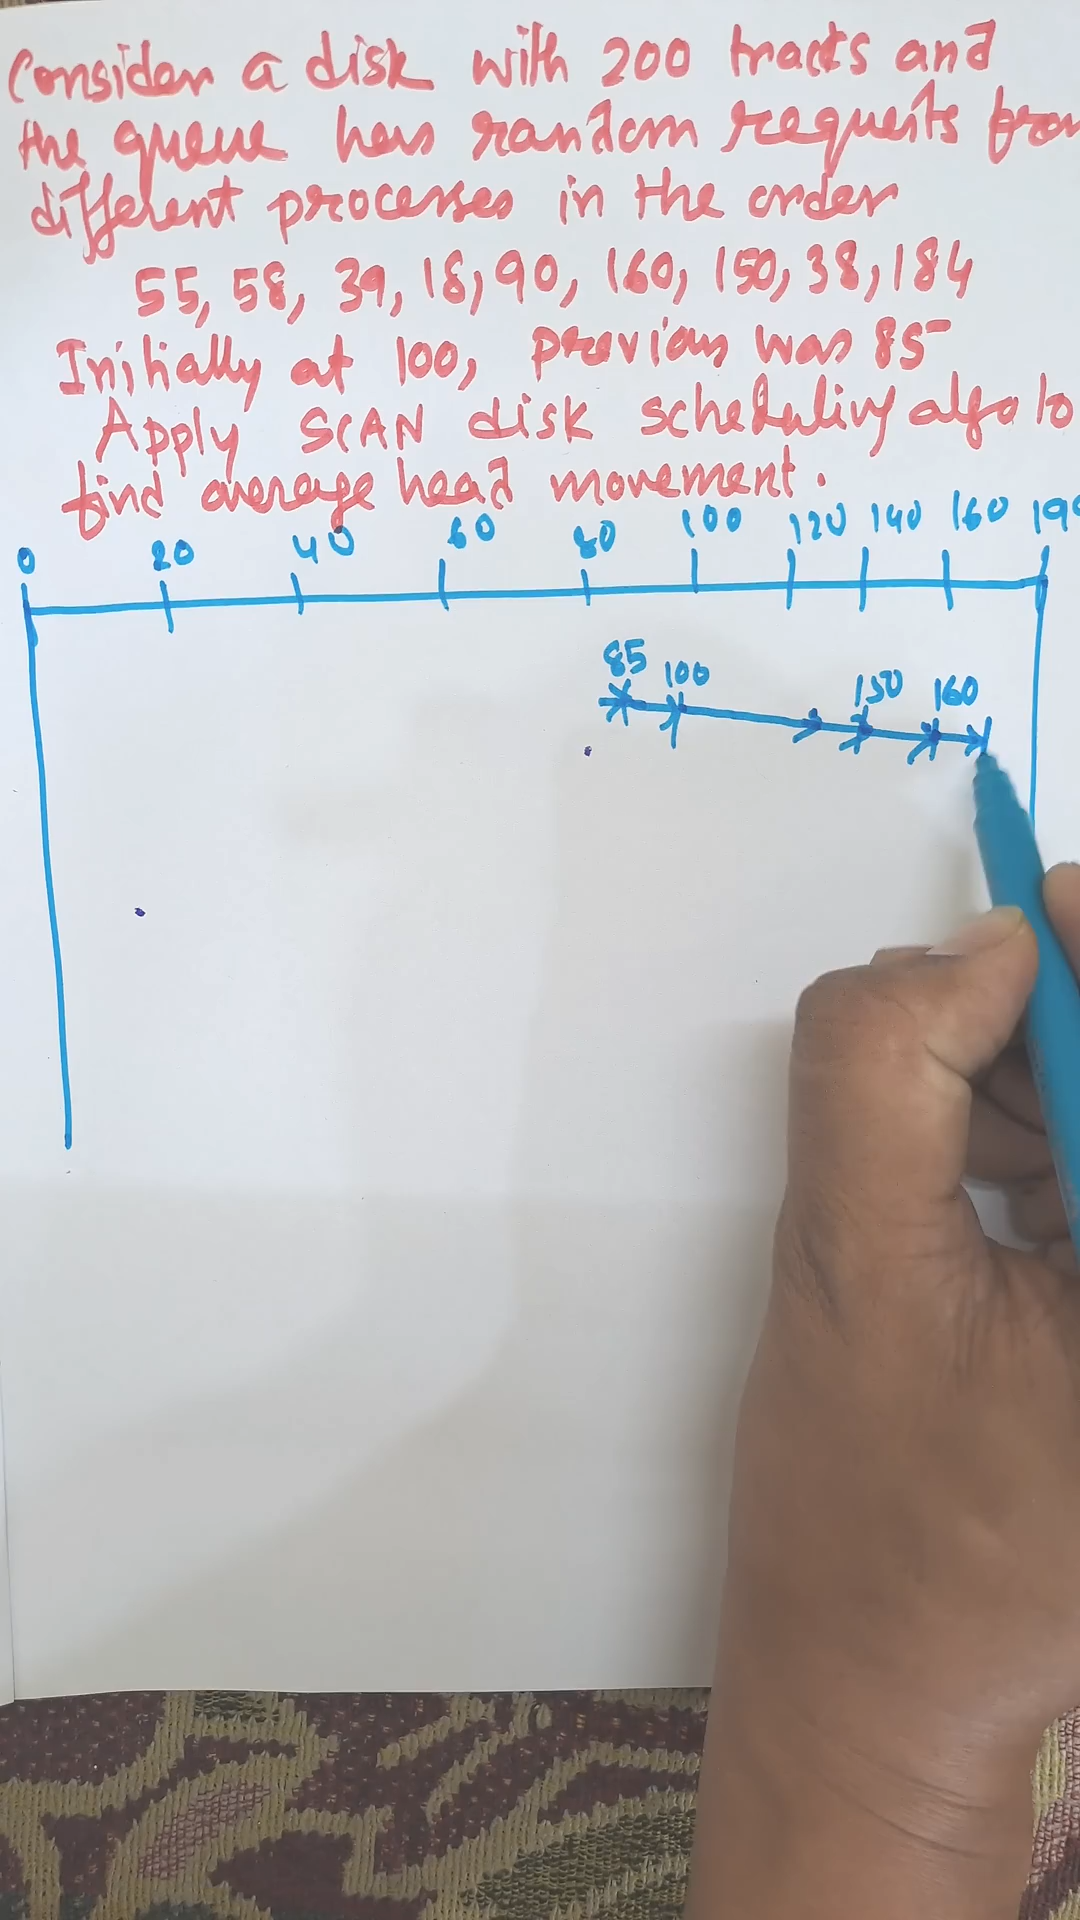 Consider a disk with 200 tracts and
the queue has random requests from
different processes in the order
55, 58, 39, 18, 90, 160, 150, 38, 184
Initially at 100, previous was 85
Apply SCAN disk scheduling algo to
find average head movement.
0 20 40 60 80 100 120 140 160 190
85 100 150 160